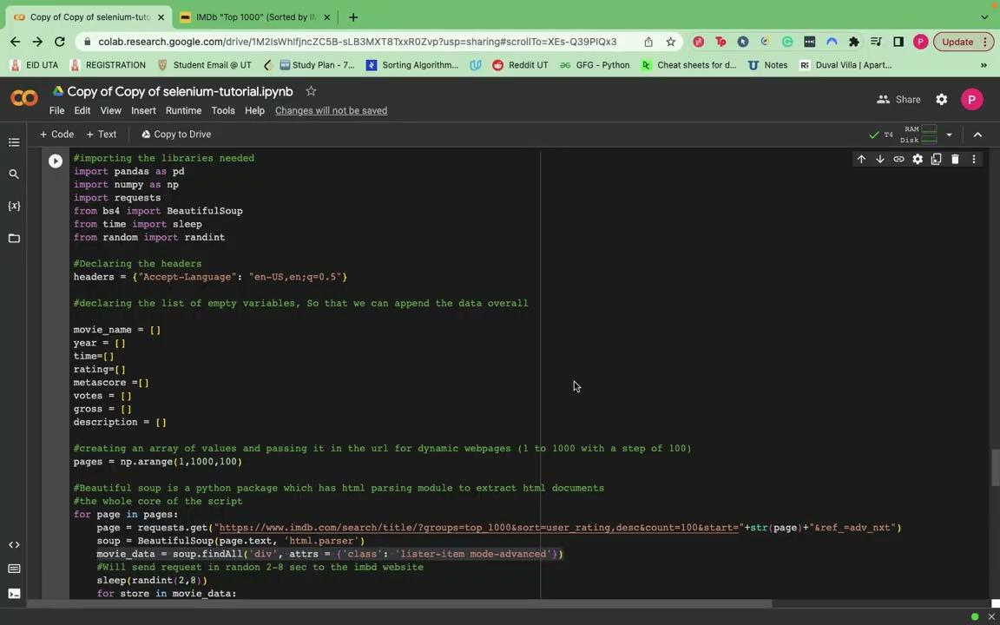 Copy of Copy of selenium-tuto
IMDb "Top 1000" (Sorted by I
colab.research.google.com/drive/1M2IsWhlfjncZC5B-sLB3MXT8TxxR0Zvp?usp=sharing#scrollTo=XEs-Q39PIQx3
Update
EID UTA
REGISTRATION
Student Email @ UT
Study Plan - 7...
Sorting Algorithm...
Reddit UT
GFG - Python
Cheat sheets for d...
Notes
Duval Villa | Apart...
»
Copy of Copy of selenium-tutorial.ipynb
File Edit View Insert Runtime Tools Help Changes will not be saved
Share
P
+ Code + Text Copy to Drive
T4 RAM
Disk
#importing the libraries needed
import pandas as pd
import numpy as np
import requests
from bs4 import BeautifulSoup
from time import sleep
from random import randint
#Declaring the headers
headers = {"Accept-Language": "en-US,en;q=0.5"}
#declaring the list of empty variables, So that we can append the data overall
movie_name = []
year = []
time=[]
rating=[]
metascore =[]
votes = []
gross = []
description = []
#creating an array of values and passing it in the url for dynamic webpages (1 to 1000 with a step of 100)
pages = np.arange(1,1000,100)
#Beautiful soup is a python package which has html parsing module to extract html documents
#the whole core of the script
for page in pages:
page = requests.get("https://www.imdb.com/search/title/?groups=top_1000&sort=user_rating,desc&count=100&start="+str(page)+"&ref_=adv_nxt")
soup = BeautifulSoup(page.text, 'html.parser')
movie_data = soup.findAll('div', attrs = {'class': 'lister-item mode-advanced'})
#Will send request in randon 2-8 sec to the imbd website
sleep(randint(2,8))
for store in movie_data: